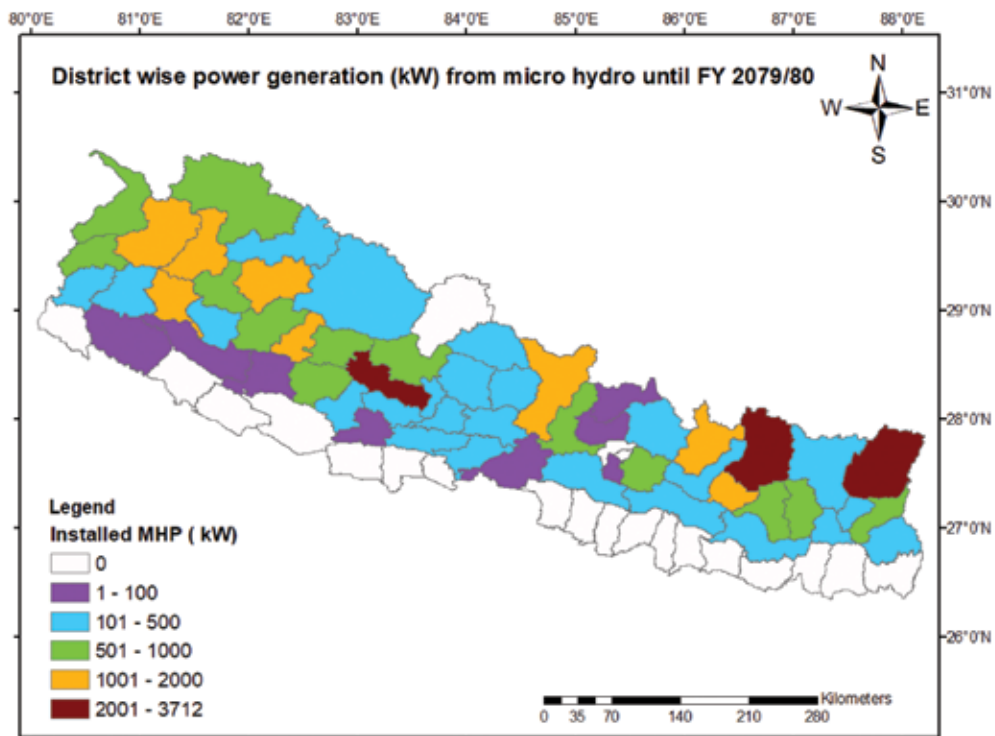 80°0'E 81°0'E 82°0'E 83°0'E 84°0'E 85°0'E 86°0'E 87°0'E 88°0'E
District wise power generation (kW) from micro hydro until FY 2079/80
N
W E
S
31°0'N
30°0'N
29°0'N
28°0'N
27°0'N
26°0'N
Legend
Installed MHP ( kW)
0
1 - 100
101 - 500
501 - 1000
1001 - 2000
2001 - 3712
Kilometers
0 35 70 140 210 280